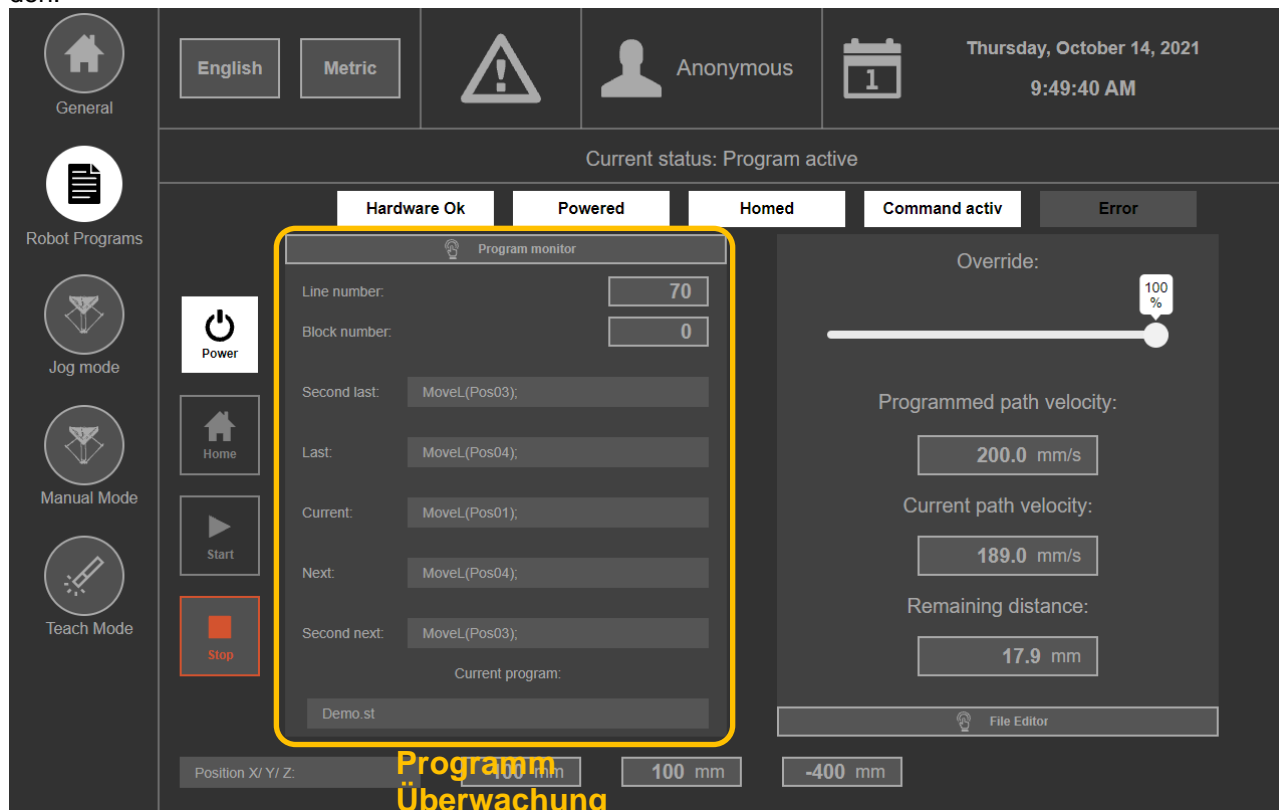 den.
General
English
Metric
Anonymous
1
Thursday, October 14, 2021
9:49:40 AM
Current status: Program active
Robot Programs
Hardware Ok
Powered
Homed
Command activ
Error
Program monitor
Line number:
70
Block number:
0
Second last:
MoveL(Pos03);
Last:
MoveL(Pos04);
Current:
MoveL(Pos01);
Next:
MoveL(Pos04);
Second next:
MoveL(Pos03);
Current program:
Demo.st
Power
Home
Start
Stop
Jog mode
Manual Mode
Teach Mode
Override:
100
%
Programmed path velocity:
200.0 mm/s
Current path velocity:
189.0 mm/s
Remaining distance:
17.9 mm
File Editor
Position X/ Y/ Z:
mm
100 mm
-400 mm
Programm
Überwachung